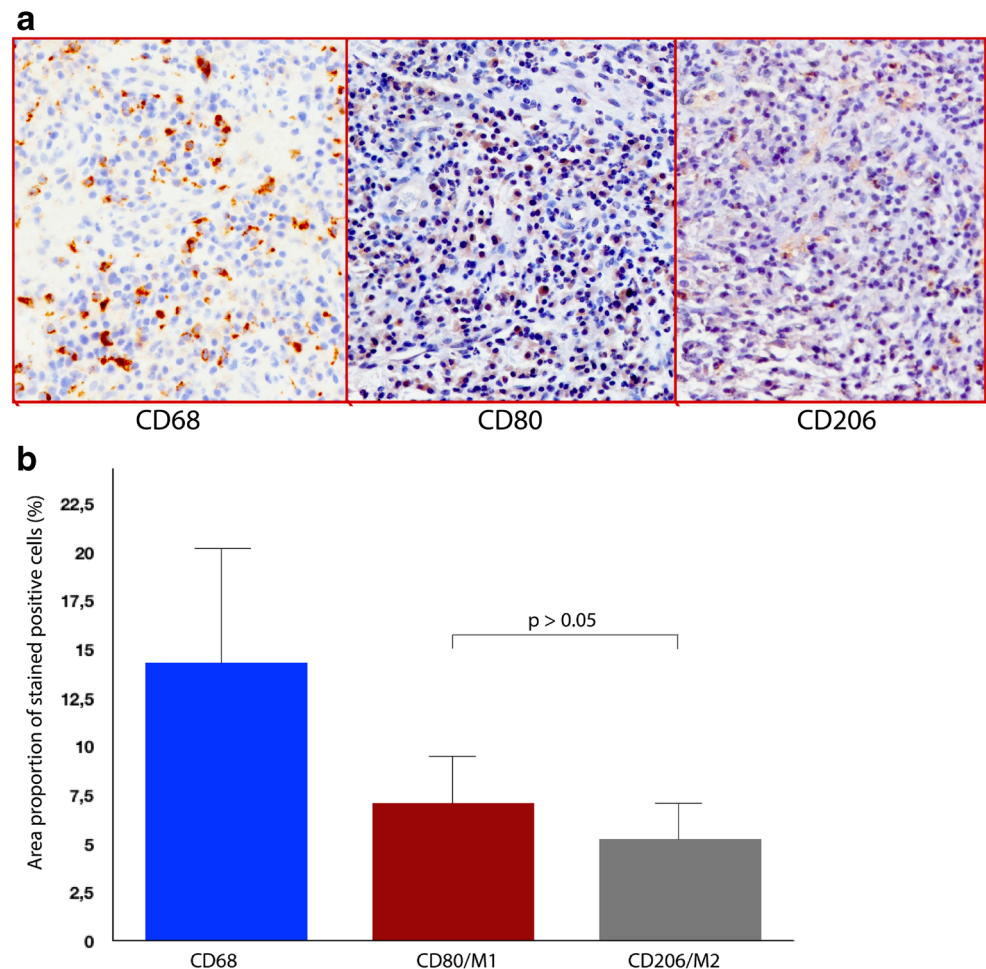 a
CD68
CD80
CD206
b
Area proportion of stained positive cells (%)
22,5
20
17,5
15
12,5
10
7,5
5
2,5
0
p > 0.05
CD68
CD80/M1
CD206/M2